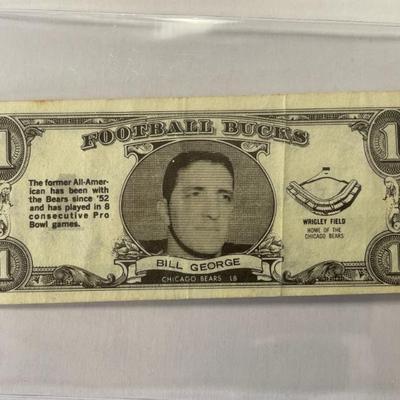 1
FOOTBALL BUCKS
1
The former All-Amer-
ican has been with
the Bears since '52
and has played in 8
consecutive Pro
Bowl games.
WRIGLEY FIELD
HOME OF THE
CHICAGO BEARS
1
BILL GEORGE
CHICAGO BEARS LB
1